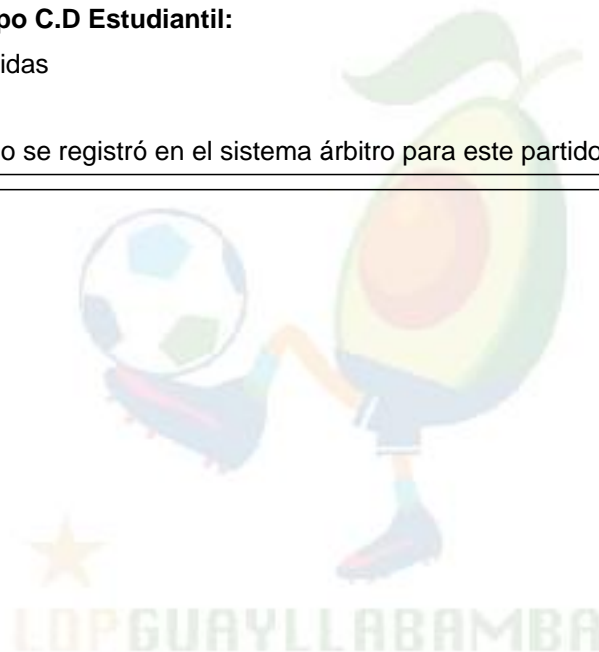 po C.D Estudiantil:
idas
o se registró en el sistema árbitro para este partido
LDPGUAYLLABAMBA